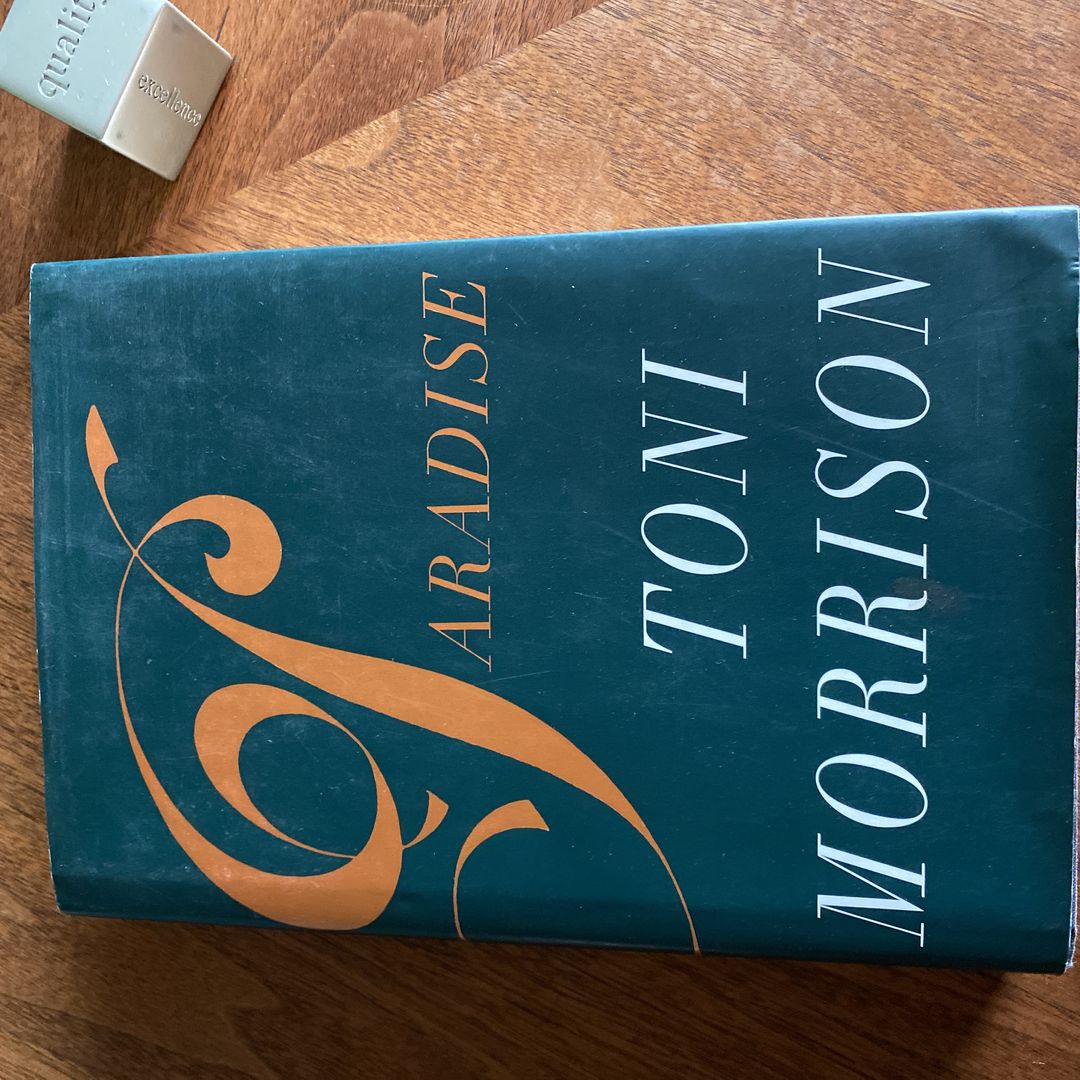 quality
excellence
PARADISE
TONI
MORRISON